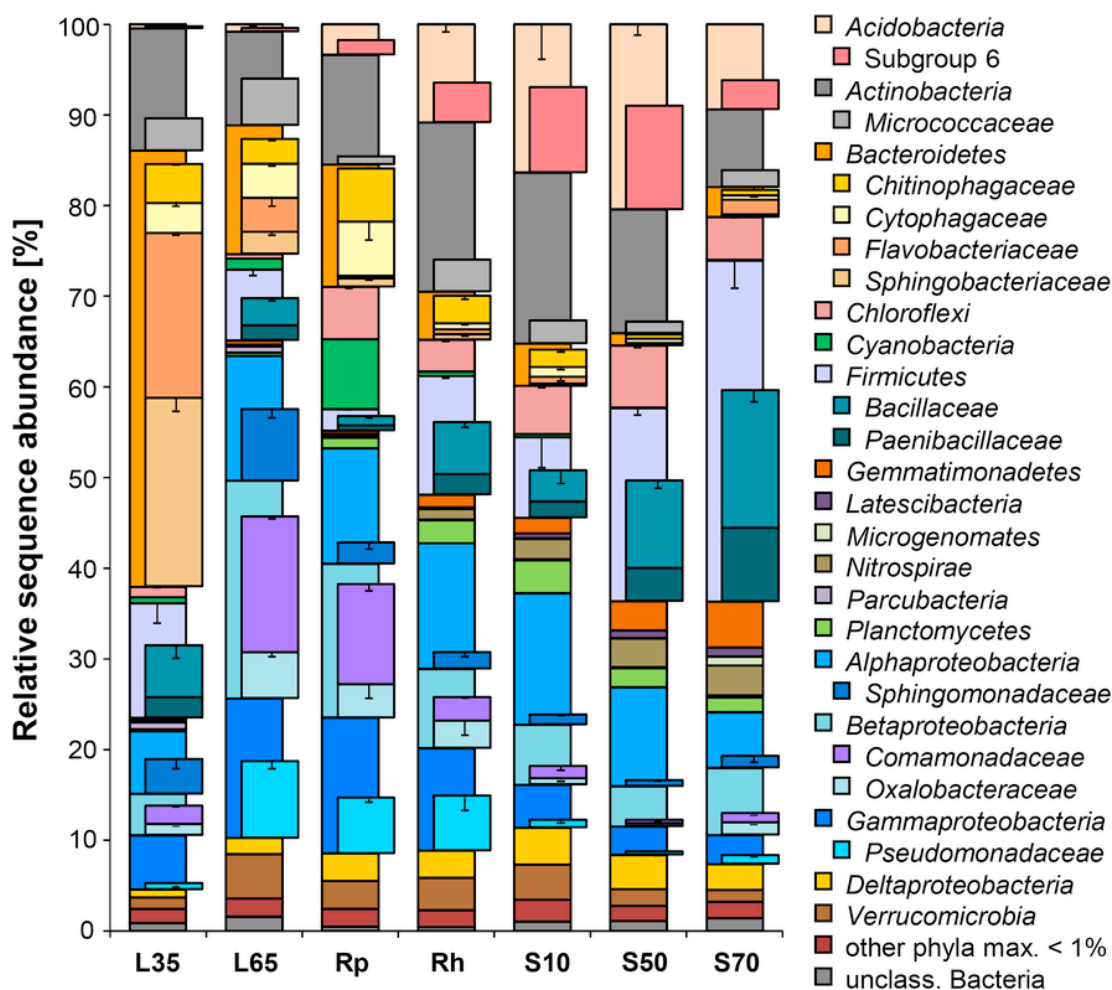 Relative sequence abundance [%]
100
90
80
70
60
50
40
30
20
10
0
L35 L65 Rp Rh S10 S50 S70
Acidobacteria
Subgroup 6
Actinobacteria
Micrococcaceae
Bacteroidetes
Chitinophagaceae
Cytophagaceae
Flavobacteriaceae
Sphingobacteriaceae
Chloroflexi
Cyanobacteria
Firmicutes
Bacillaceae
Paenibacillaceae
Gemmatimonadetes
Latescibacteria
Microgenomates
Nitrospirae
Parcubacteria
Planctomycetes
Alphaproteobacteria
Sphingomonadaceae
Betaproteobacteria
Comamonadaceae
Oxalobacteraceae
Gammaproteobacteria
Pseudomonadaceae
Deltaproteobacteria
Verrucomicrobia
other phyla max. < 1%
unclass. Bacteria